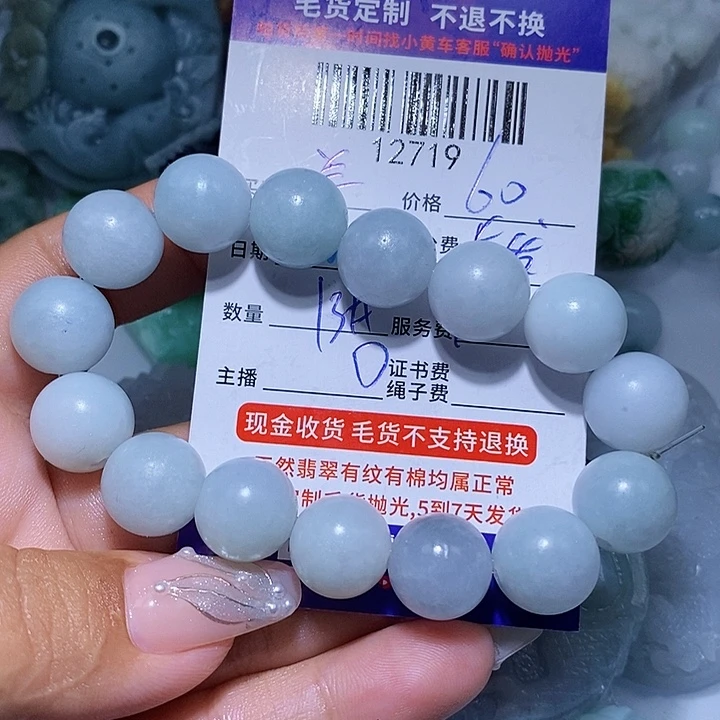 毛货定制 不退不换
时间找小黄车客服“确认抛光”
12719
价格 60
日期
数量 13
服务费
0 证书费
主播 绳子费
现金收货 毛货不支持退换
天然翡翠有纹有棉均属正常
抛光,5到7天发货